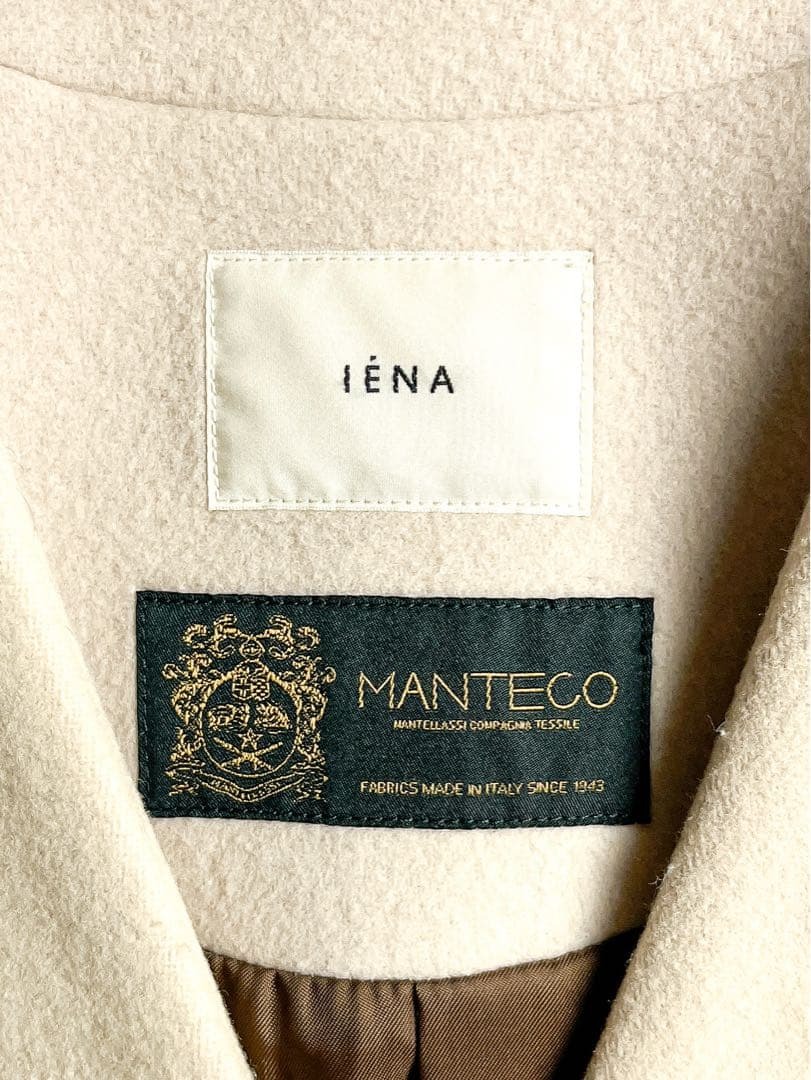 IÉNA
MANTECO
MANTELLASSI COMPAGNIA TESSILE
FABRICS MADE IN ITALY SINCE 1943